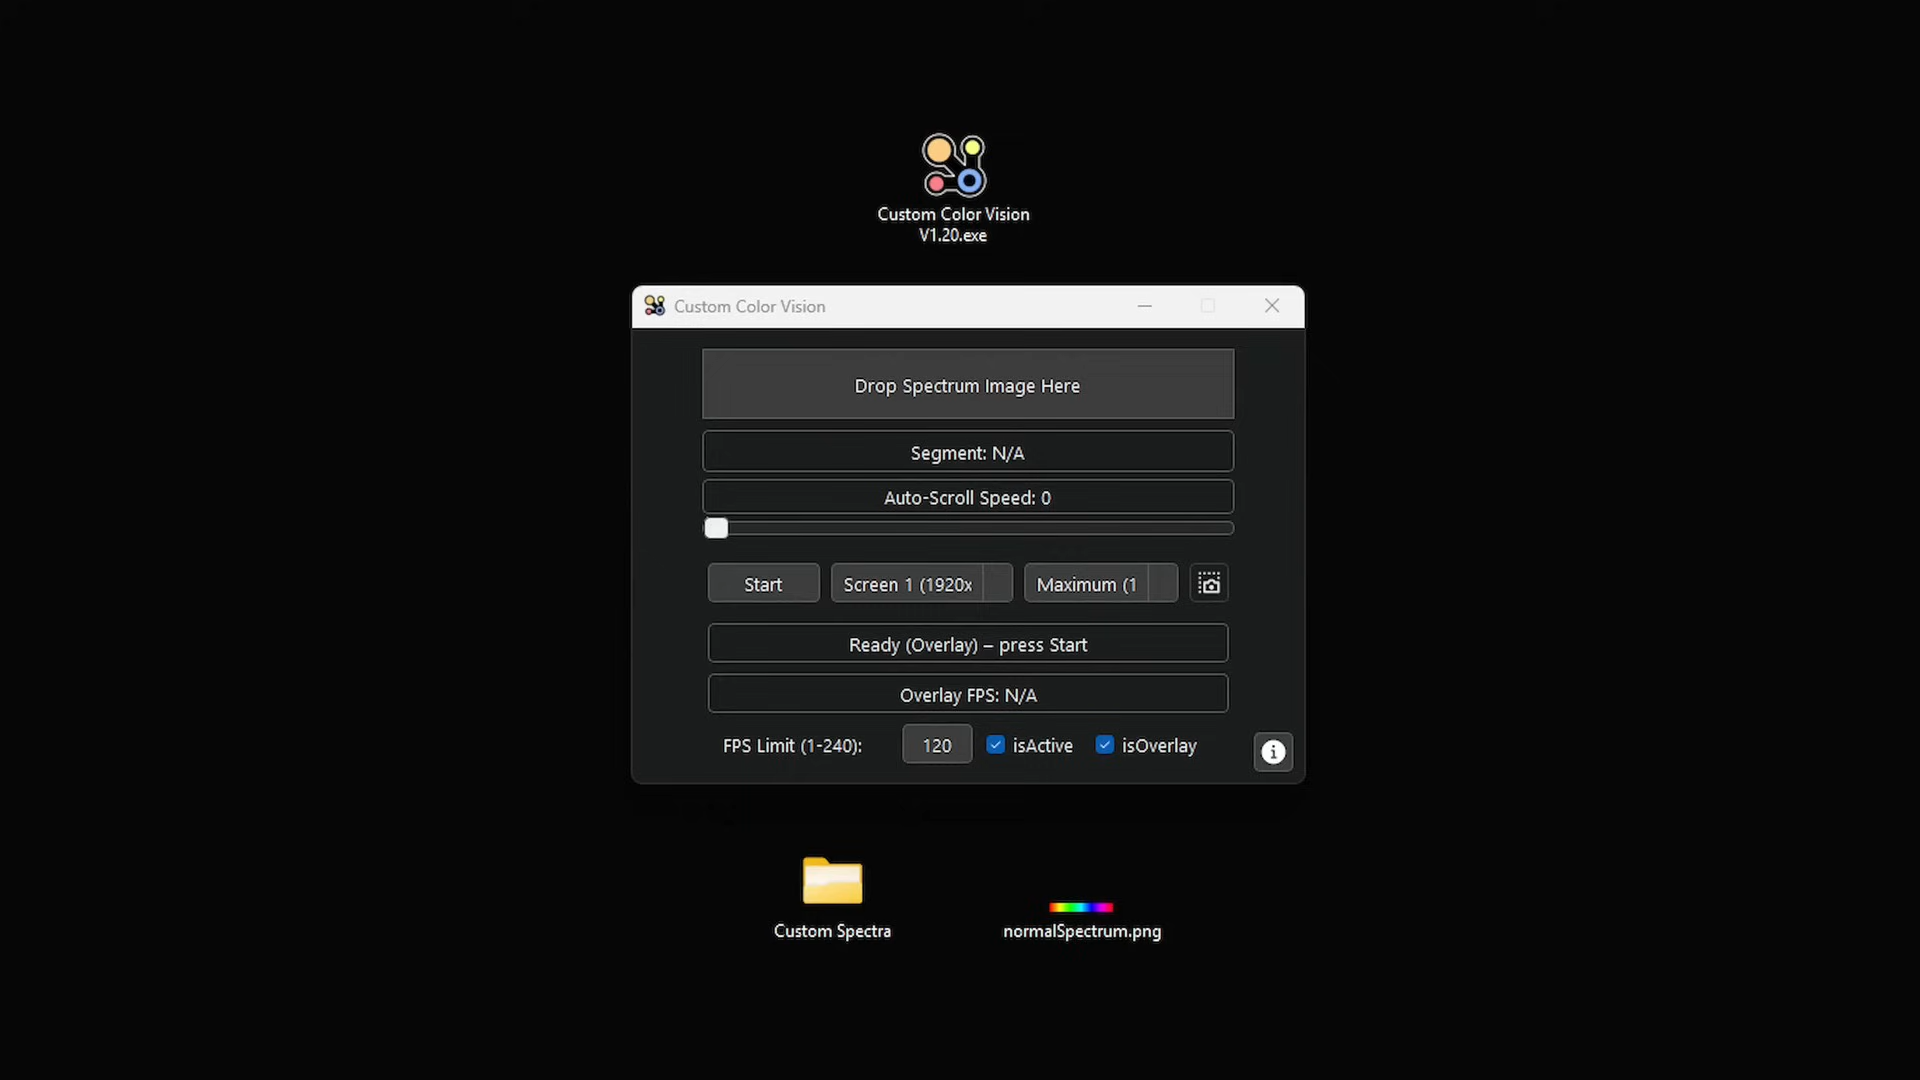 Custom Color Vision
V1.20.exe
Custom Color Vision
Drop Spectrum Image Here
Segment: N/A
Auto-Scroll Speed: 0
Start
Screen 1 (1920x
Maximum (1
Ready (Overlay) – press Start
Overlay FPS: N/A
FPS Limit (1-240): 120 isActive isOverlay
Custom Spectra
normalSpectrum.png